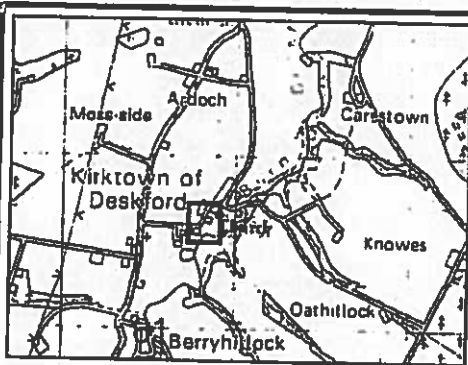 a
Ardoch
Moss-side
Carestown
Kirktown of
Deskford
Knowes
Oathillock
Berryhillock